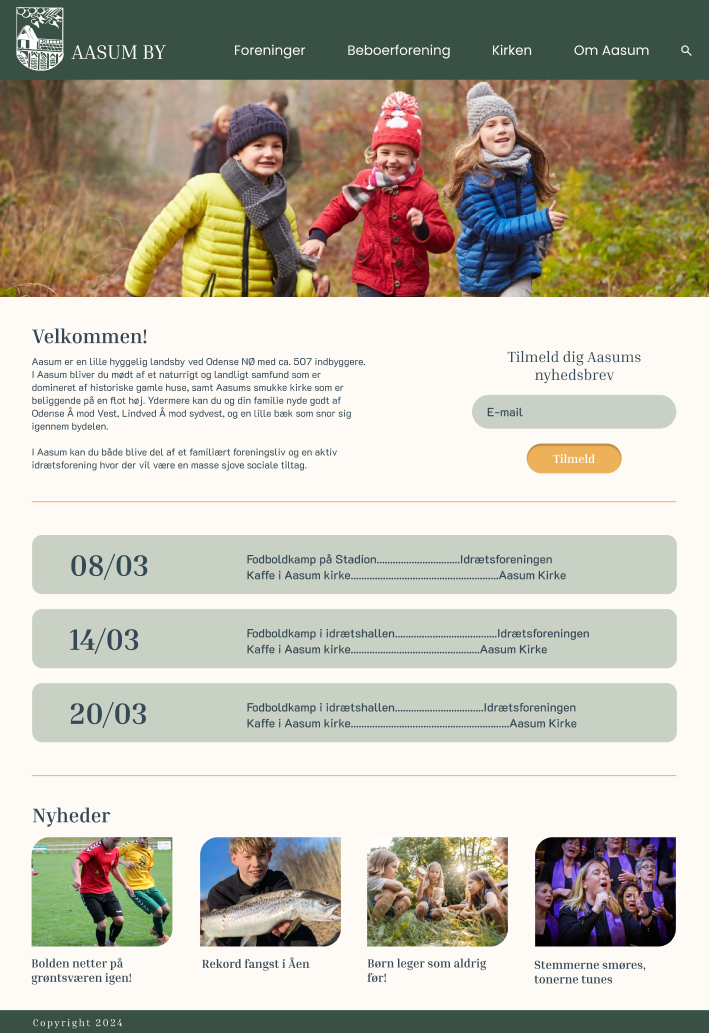 AASUM BY
Foreninger Beboerforening Kirken Om Aasum
Velkommen!
Aasum er en lille hyggelig landsby ved Odense NØ med ca. 507 indbyggere.
I Aasum bliver du mødt af et naturrigt og landligt samfund som er
domineret af historiske gamle huse, samt Aasums smukke kirke som er
beliggende på en flot høj. Ydermere kan du og din familie nyde godt af
Odense Å mod Vest, Lindved Å mod sydvest, og en lille bæk som snor sig
igennem bydelen.
I Aasum kan du både blive del af et familiært foreningsliv og en aktiv
idrætsforening hvor der vil være en masse sjove sociale tiltag.
Tilmeld dig Aasums
nyhedsbrev
E-mail
Tilmeld
08/03
Fodboldkamp på Stadion...............................Idrætsforeningen
Kaffe i Aasum kirke.......................................................Aasum Kirke
14/03
Fodboldkamp i idrætshallen......................................Idrætsforeningen
Kaffe i Aasum kirke................................................Aasum Kirke
20/03
Fodboldkamp i idrætshallen.................................Idrætsforeningen
Kaffe i Aasum kirke...........................................................Aasum Kirke
Nyheder
Bolden netter på
grøntsværen igen!
Rekord fangst i Åen
Børn leger som aldrig
før!
Stemmerne smøres,
tonerne tunes
Copyright 2024